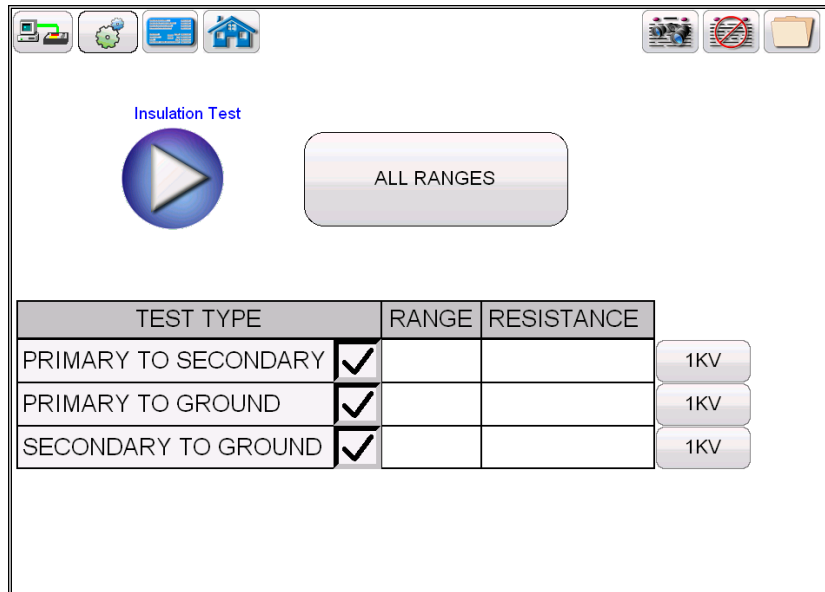 Insulation Test
ALL RANGES
TEST TYPE RANGE RESISTANCE
PRIMARY TO SECONDARY 1KV
PRIMARY TO GROUND 1KV
SECONDARY TO GROUND 1KV